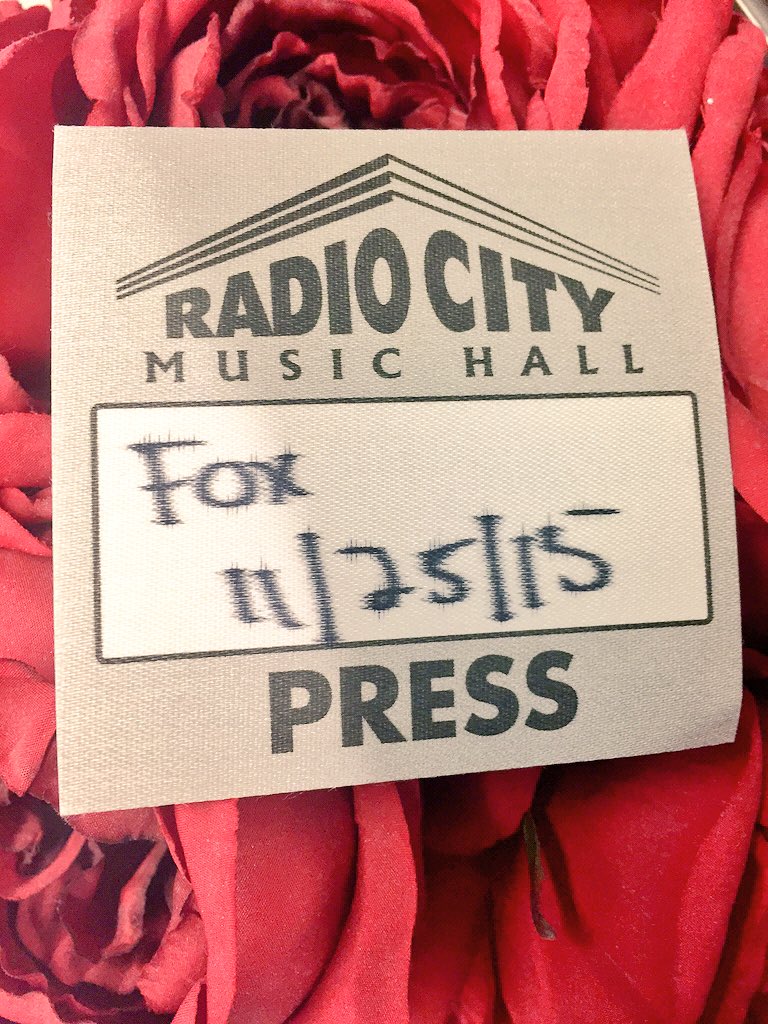 RADIO CITY
MUSIC HALL
Fox
11/25/15
PRESS